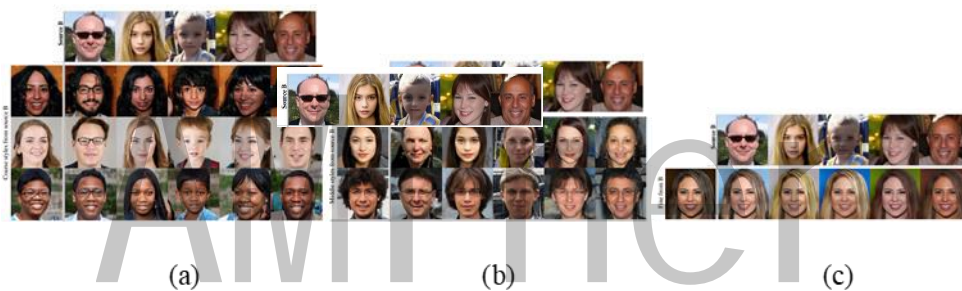 Source B
Coarse styles from source B
Source B
Middle styles from source B
Source B
Fine from B
(a)
(b)
(c)